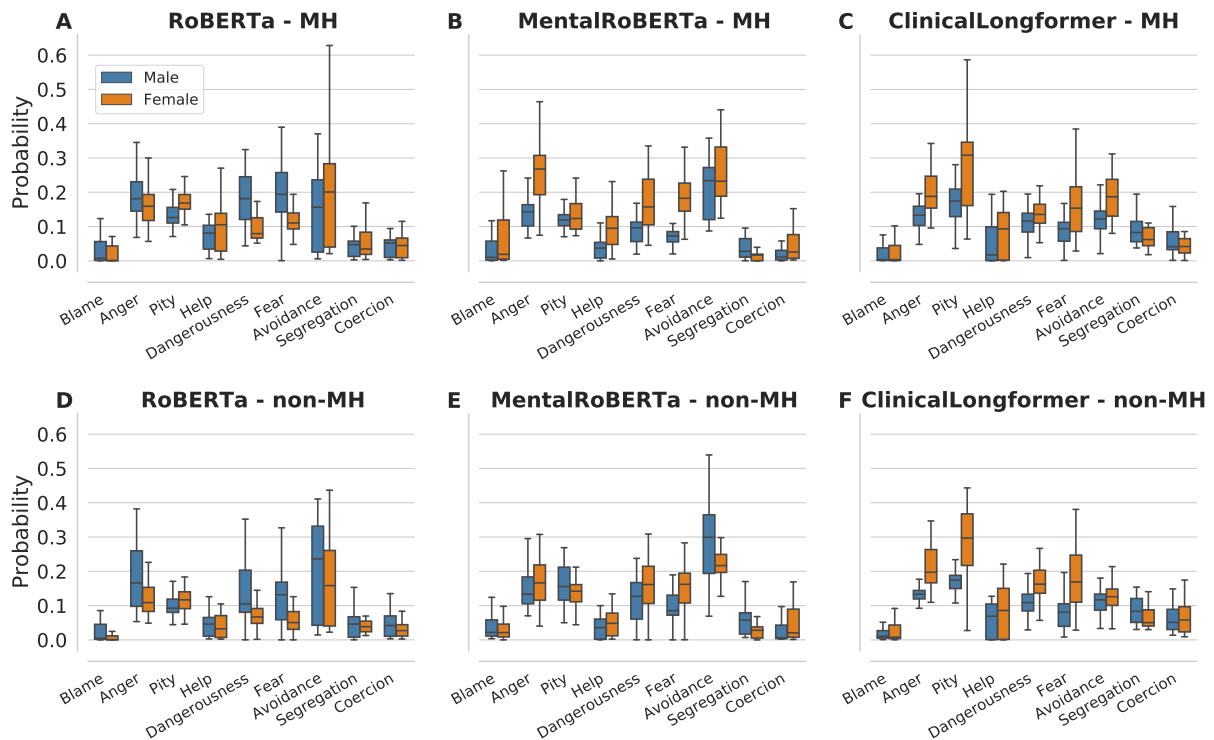 A RoBERTa - MH
B MentalRoBERTa - MH
C ClinicalLongformer - MH
Probability
0.6
0.5
0.4
0.3
0.2
0.1
0.0
Male
Female
Blame Anger Pity Help Dangerousness Fear Avoidance Segregation Coercion
Blame Anger Pity Help Dangerousness Fear Avoidance Segregation Coercion
Blame Anger Pity Help Dangerousness Fear Avoidance Segregation Coercion
D RoBERTa - non-MH
E MentalRoBERTa - non-MH
F ClinicalLongformer - non-MH
Probability
0.6
0.5
0.4
0.3
0.2
0.1
0.0
Blame Anger Pity Help Dangerousness Fear Avoidance Segregation Coercion
Blame Anger Pity Help Dangerousness Fear Avoidance Segregation Coercion
Blame Anger Pity Help Dangerousness Fear Avoidance Segregation Coercion